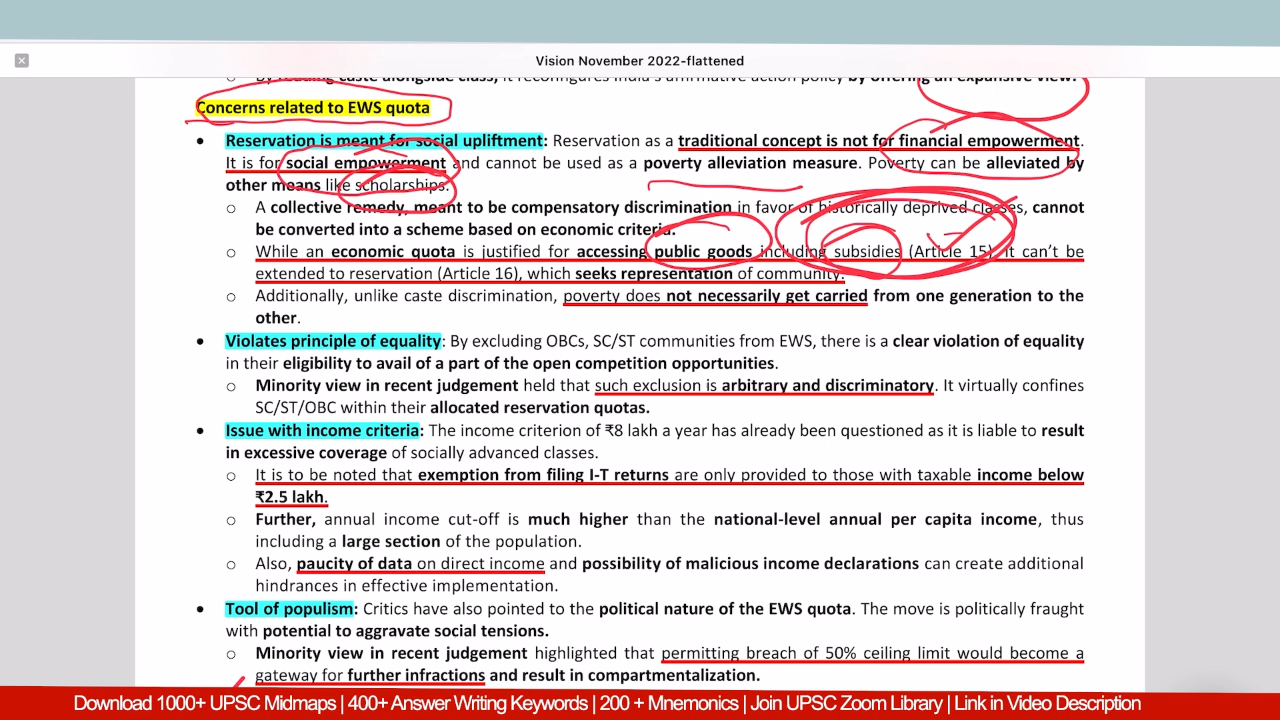 Vision November 2022-flattened
By reading caste alongside class, it reconfigures India's affirmative action policy by offering an expansive view.
Concerns related to EWS quota
• Reservation is meant for social upliftment: Reservation as a traditional concept is not for financial empowerment.
It is for social empowerment and cannot be used as a poverty alleviation measure. Poverty can be alleviated by
other means like scholarships.
o A collective remedy, meant to be compensatory discrimination in favor of historically deprived classes, cannot
be converted into a scheme based on economic criteria.
o While an economic quota is justified for accessing public goods including subsidies (Article 15), it can't be
extended to reservation (Article 16), which seeks representation of community.
o Additionally, unlike caste discrimination, poverty does not necessarily get carried from one generation to the
other.
• Violates principle of equality: By excluding OBCs, SC/ST communities from EWS, there is a clear violation of equality
in their eligibility to avail of a part of the open competition opportunities.
o Minority view in recent judgement held that such exclusion is arbitrary and discriminatory. It virtually confines
SC/ST/OBC within their allocated reservation quotas.
• Issue with income criteria: The income criterion of ₹8 lakh a year has already been questioned as it is liable to result
in excessive coverage of socially advanced classes.
o It is to be noted that exemption from filing I-T returns are only provided to those with taxable income below
₹2.5 lakh.
o Further, annual income cut-off is much higher than the national-level annual per capita income, thus
including a large section of the population.
o Also, paucity of data on direct income and possibility of malicious income declarations can create additional
hindrances in effective implementation.
• Tool of populism: Critics have also pointed to the political nature of the EWS quota. The move is politically fraught
with potential to aggravate social tensions.
o Minority view in recent judgement highlighted that permitting breach of 50% ceiling limit would become a
gateway for further infractions and result in compartmentalization.
Download 1000+ UPSC Midmaps | 400+ Answer Writing Keywords | 200 + Mnemonics | Join UPSC Zoom Library | Link in Video Description